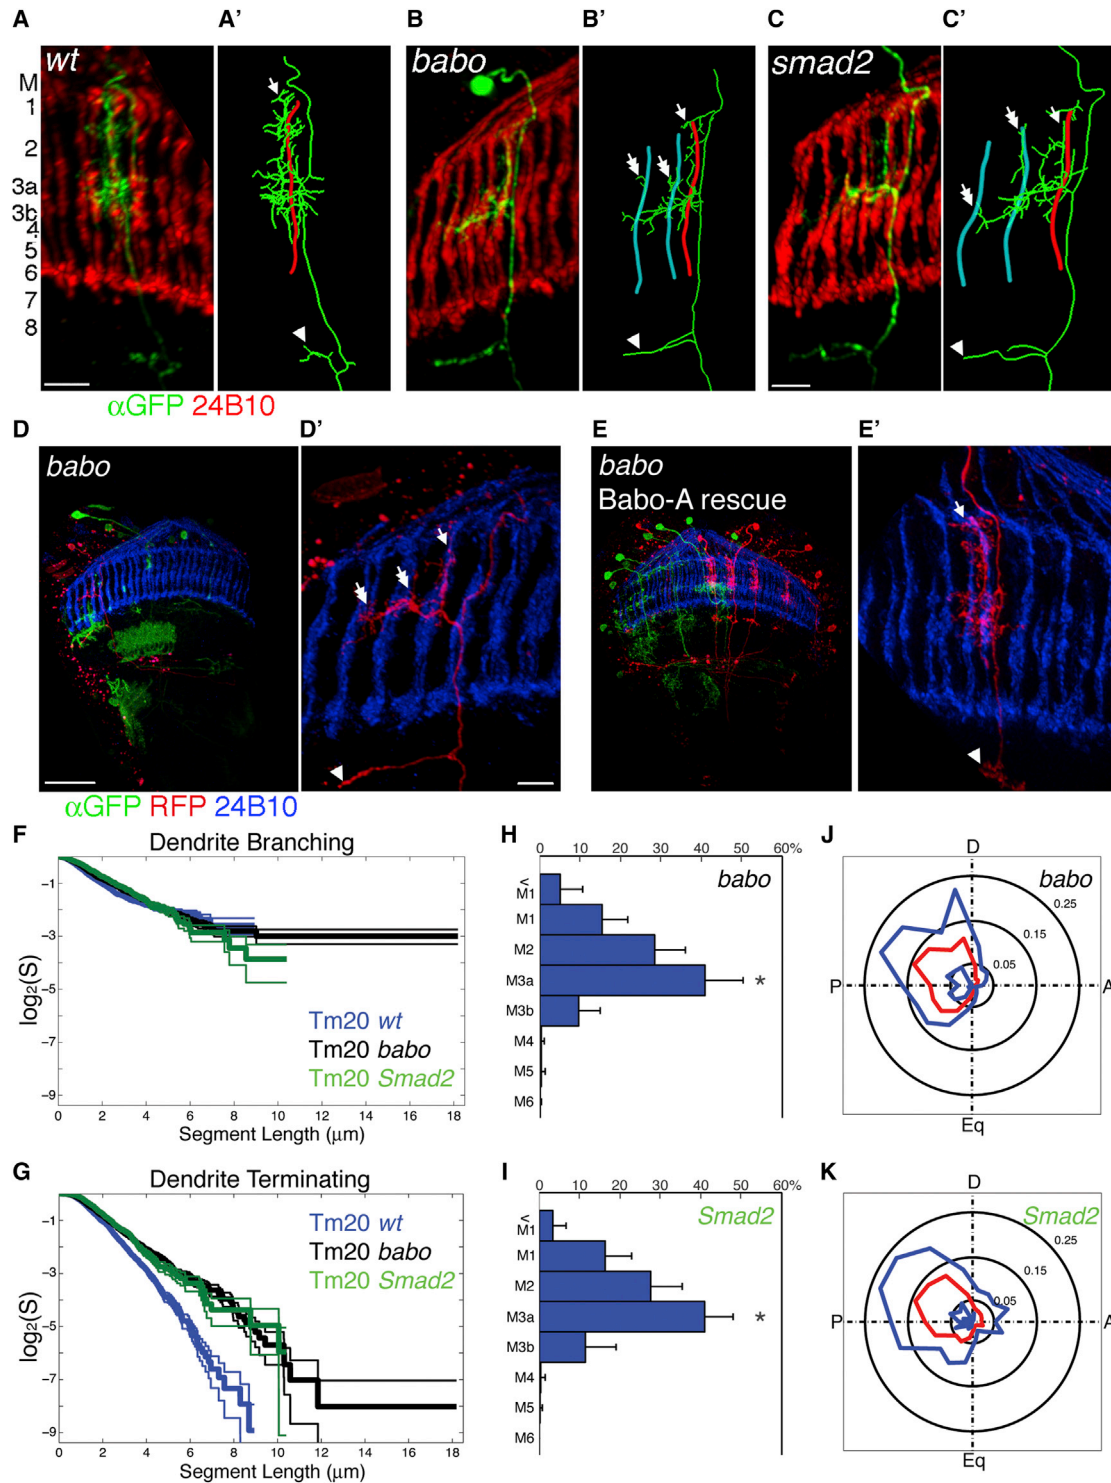 A A' B B' C C'
wt babo smad2
M
1
2
3a
3b
4
5
6
7
8
αGFP 24B10
D D' E E'
babo babo
Babo-A rescue
αGFP RFP 24B10
F Dendrite Branching
log₂(S)
-1
-3
-5
-7
-9
Tm20 wt
Tm20 babo
Tm20 Smad2
0 2 4 6 8 10 12 14 16 18
Segment Length (μm)
H
0 10 20 30 40 50 60%
babo
<
M1
M1
M2
M3a *
M3b
M4
M5
M6
J
D
babo
0.25
0.15
0.05
P A
Eq
G Dendrite Terminating
log₂(S)
-1
-3
-5
-7
-9
Tm20 wt
Tm20 babo
Tm20 Smad2
0 2 4 6 8 10 12 14 16 18
Segment Length (μm)
I
0 10 20 30 40 50 60%
Smad2
<
M1
M1
M2
M3a *
M3b
M4
M5
M6
K
D
Smad2
0.25
0.15
0.05
P A
Eq